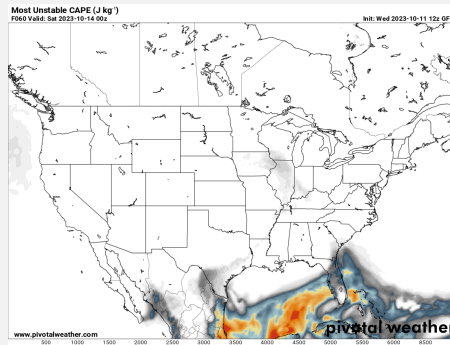 Most Unstable CAPE (J kg⁻¹)
F060 Valid: Sat 2023-10-14 00z Init: Wed 2023-10-11 12z GF
www.pivotalweather.com
pivotal weather
500 1000 1500 2000 2500 3000 3500 4000 4500 5000 5500 6000 6500 7000 7500 8500